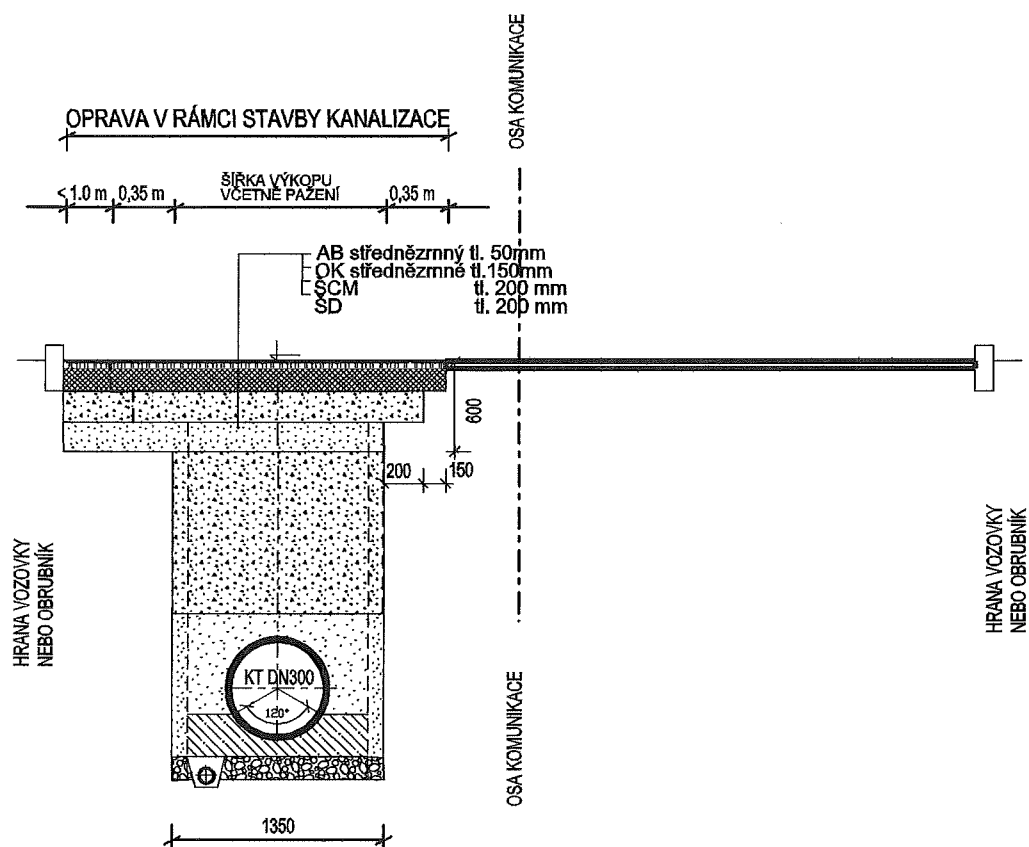 OSA KOMUNIKACE
OPRAVA V RÁMCI STAVBY KANALIZACE
< 1.0 m
0,35 m
ŠÍŘKA VÝKOPU
VČETNĚ PAŽENÍ
0,35 m
AB střednězrnný tl. 50mm
OK střednězrnné tl.150mm
ŠCM tl. 200 mm
ŠD tl. 200 mm
600
200
150
HRANA VOZOVKY
NEBO OBRUBNÍK
HRANA VOZOVKY
NEBO OBRUBNÍK
KT DN300
120°
OSA KOMUNIKACE
1350